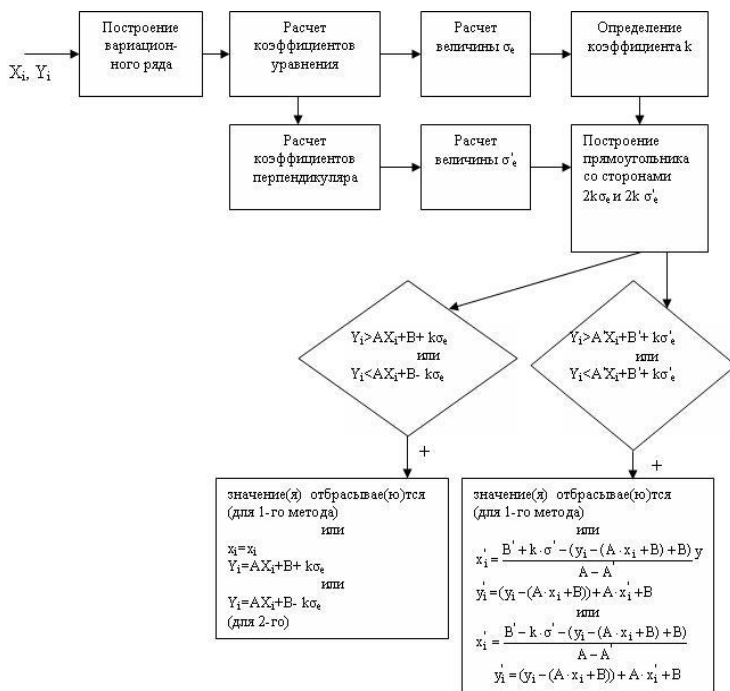 Построение
вариацион-
ного ряда
Расчет
коэффициентов
уравнения
Расчет
величины σₑ
Определение
коэффициента k
Xᵢ, Yᵢ
Расчет
коэффициентов
перпендикуляра
Расчет
величины σ'ₑ
Построение
прямоугольника
со сторонами
2kσₑ и 2k σ'ₑ
Yᵢ>AXᵢ+B+ kσₑ
или
Yᵢ<AXᵢ+B- kσₑ
Yᵢ>A'Xᵢ+B'+ kσ'ₑ
или
Yᵢ<A'Xᵢ+B'+ kσ'ₑ
+
+
значение(я) отбрасывае(ю)тся
(для 1-го метода)
или
xᵢ=xᵢ
Yᵢ=AXᵢ+B+ kσₑ
или
Yᵢ=AXᵢ+B- kσₑ
(для 2-го)
значение(я) отбрасывае(ю)тся
(для 1-го метода)
или
x'ᵢ = B' + k · σ' – (yᵢ – (A · xᵢ + B) + B) y
A – A'
y'ᵢ = (yᵢ – (A · xᵢ + B)) + A · x'ᵢ + B
или
x'ᵢ = B' – k · σ' – (yᵢ – (A · xᵢ + B) + B)
A – A'
y'ᵢ = (yᵢ – (A · xᵢ + B)) + A · x'ᵢ + B